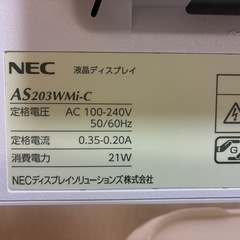 NEC 液晶ディスプレイ
AS203WMi-C
定格電圧 AC 100-240V
50/60Hz
定格電流 0.35-0.20A
消費電力 21W
NECディスプレイソリューションズ株式会社
G